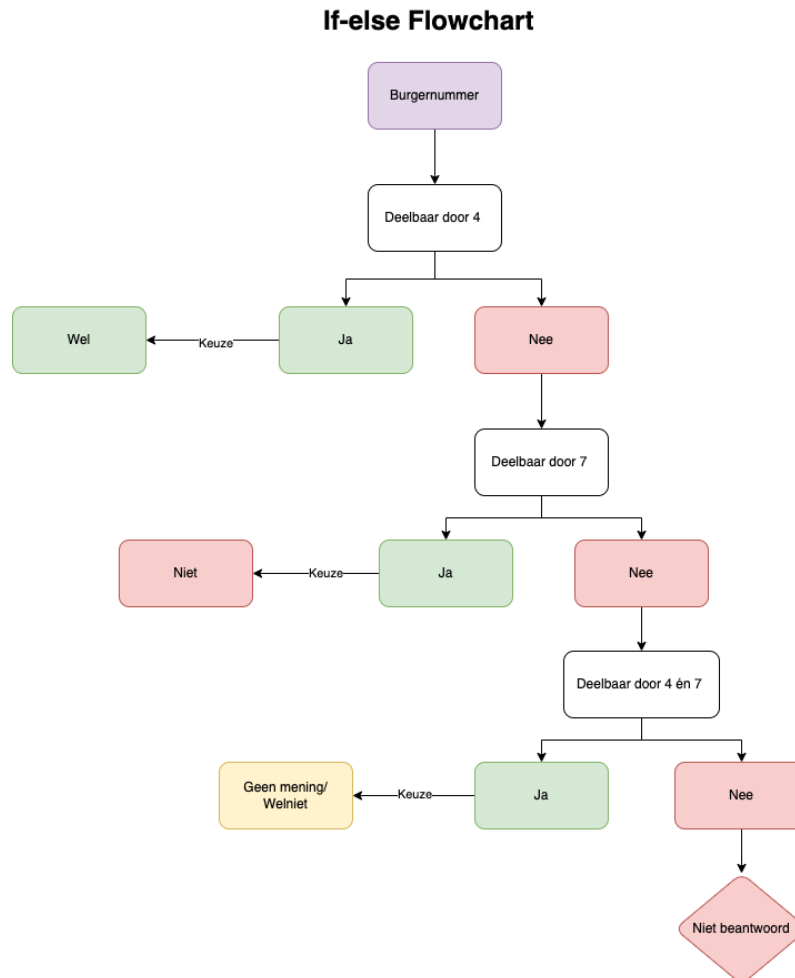 If-else Flowchart
Burgernummer
Deelbaar door 4
Wel
Keuze
Ja
Nee
Deelbaar door 7
Niet
Keuze
Ja
Nee
Deelbaar door 4 én 7
Geen mening/
Welniet
Keuze
Ja
Nee
Niet beantwoord